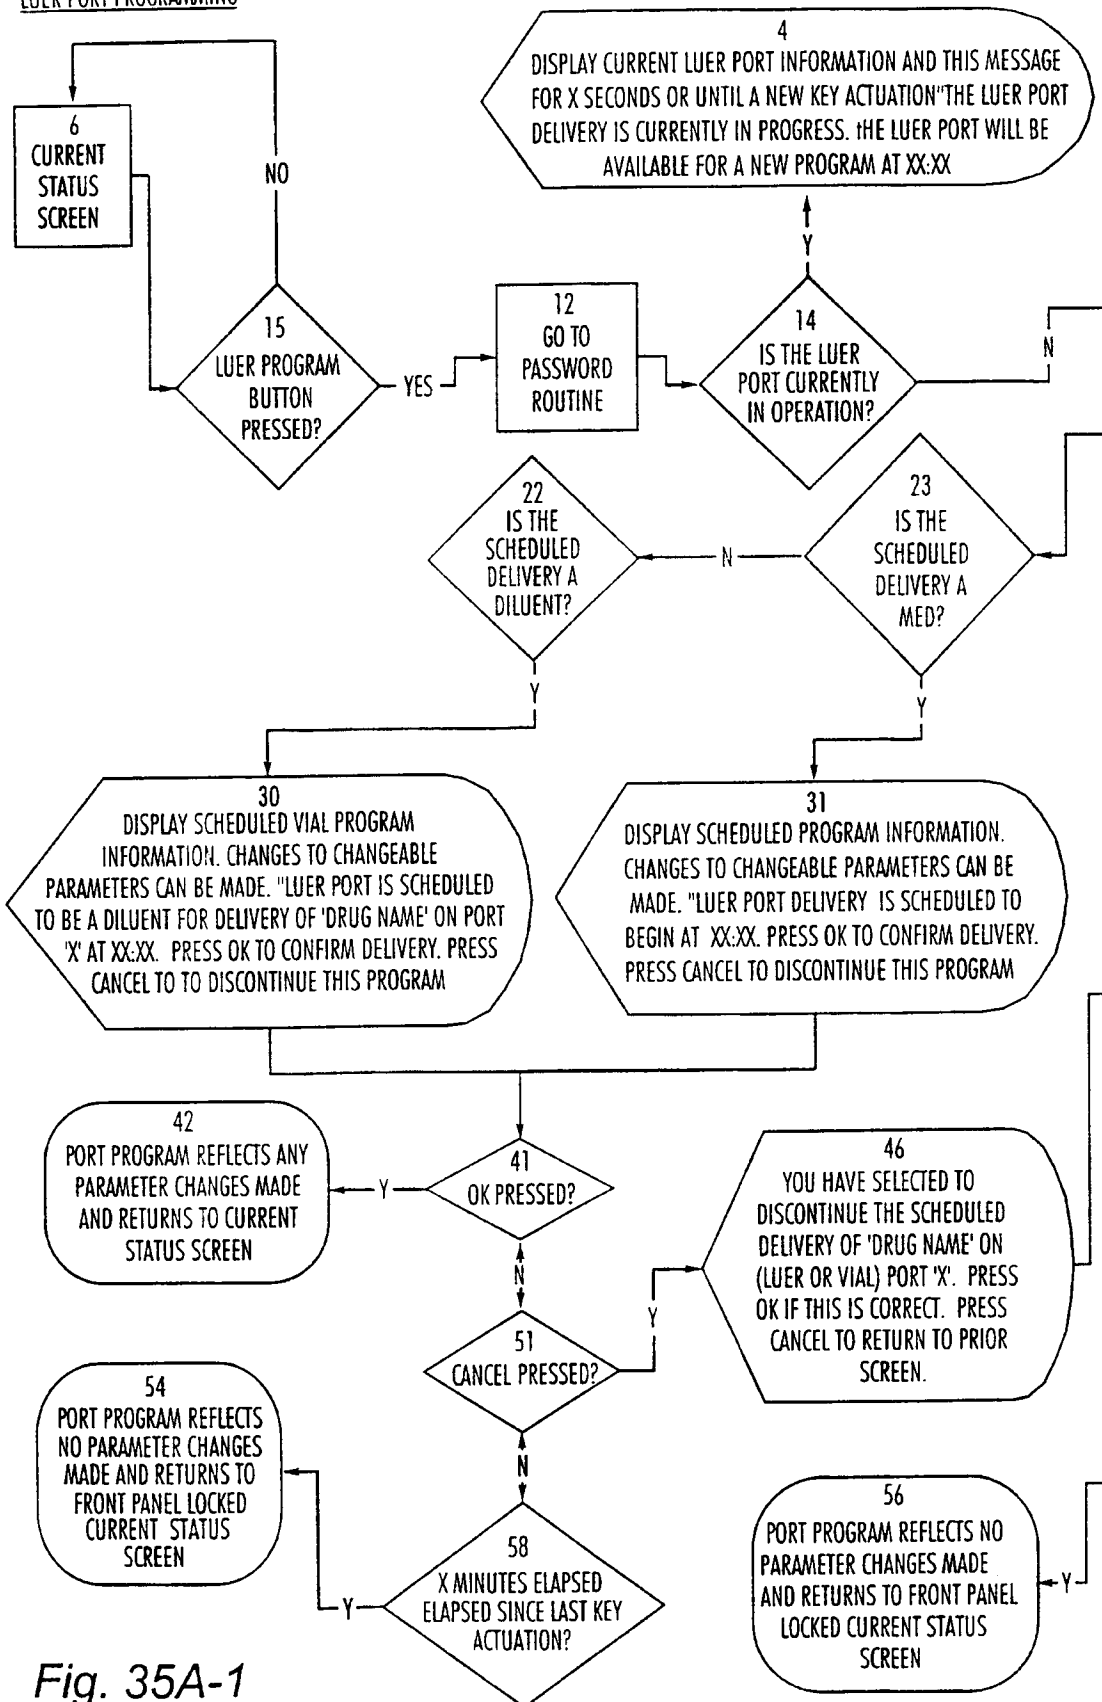 LUER PORT PROGRAMMING
4
DISPLAY CURRENT LUER PORT INFORMATION AND THIS MESSAGE
FOR X SECONDS OR UNTIL A NEW KEY ACTUATION"THE LUER PORT
DELIVERY IS CURRENTLY IN PROGRESS. tHE LUER PORT WILL BE
AVAILABLE FOR A NEW PROGRAM AT XX:XX
6
CURRENT
STATUS
SCREEN
NO
Y
15
LUER PROGRAM
BUTTON
PRESSED?
YES
12
GO TO
PASSWORD
ROUTINE
14
IS THE LUER
PORT CURRENTLY
IN OPERATION?
N
22
IS THE
SCHEDULED
DELIVERY A
DILUENT?
N
23
IS THE
SCHEDULED
DELIVERY A
MED?
Y
Y
30
DISPLAY SCHEDULED VIAL PROGRAM
INFORMATION. CHANGES TO CHANGEABLE
PARAMETERS CAN BE MADE. "LUER PORT IS SCHEDULED
TO BE A DILUENT FOR DELIVERY OF 'DRUG NAME' ON PORT
'X' AT XX:XX. PRESS OK TO CONFIRM DELIVERY. PRESS
CANCEL TO TO DISCONTINUE THIS PROGRAM
31
DISPLAY SCHEDULED PROGRAM INFORMATION.
CHANGES TO CHANGEABLE PARAMETERS CAN BE
MADE. "LUER PORT DELIVERY IS SCHEDULED TO
BEGIN AT XX:XX. PRESS OK TO CONFIRM DELIVERY.
PRESS CANCEL TO DISCONTINUE THIS PROGRAM
42
PORT PROGRAM REFLECTS ANY
PARAMETER CHANGES MADE
AND RETURNS TO CURRENT
STATUS SCREEN
Y
41
OK PRESSED?
N
46
YOU HAVE SELECTED TO
DISCONTINUE THE SCHEDULED
DELIVERY OF 'DRUG NAME' ON
(LUER OR VIAL) PORT 'X'. PRESS
OK IF THIS IS CORRECT. PRESS
CANCEL TO RETURN TO PRIOR
SCREEN.
51
CANCEL PRESSED?
Y
N
54
PORT PROGRAM REFLECTS
NO PARAMETER CHANGES
MADE AND RETURNS TO
FRONT PANEL LOCKED
CURRENT STATUS
SCREEN
Y
58
X MINUTES ELAPSED
ELAPSED SINCE LAST KEY
ACTUATION?
56
PORT PROGRAM REFLECTS NO
PARAMETER CHANGES MADE
AND RETURNS TO FRONT PANEL
LOCKED CURRENT STATUS
SCREEN
Y
Fig. 35A-1